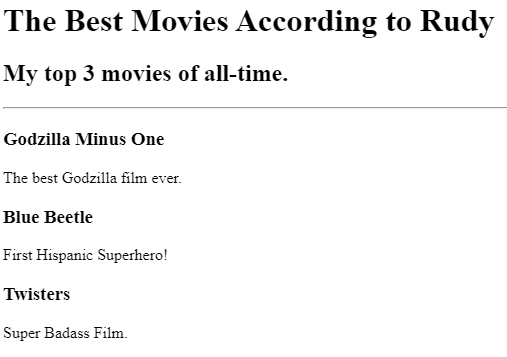 The Best Movies According to Rudy
My top 3 movies of all-time.
Godzilla Minus One
The best Godzilla film ever.
Blue Beetle
First Hispanic Superhero!
Twisters
Super Badass Film.